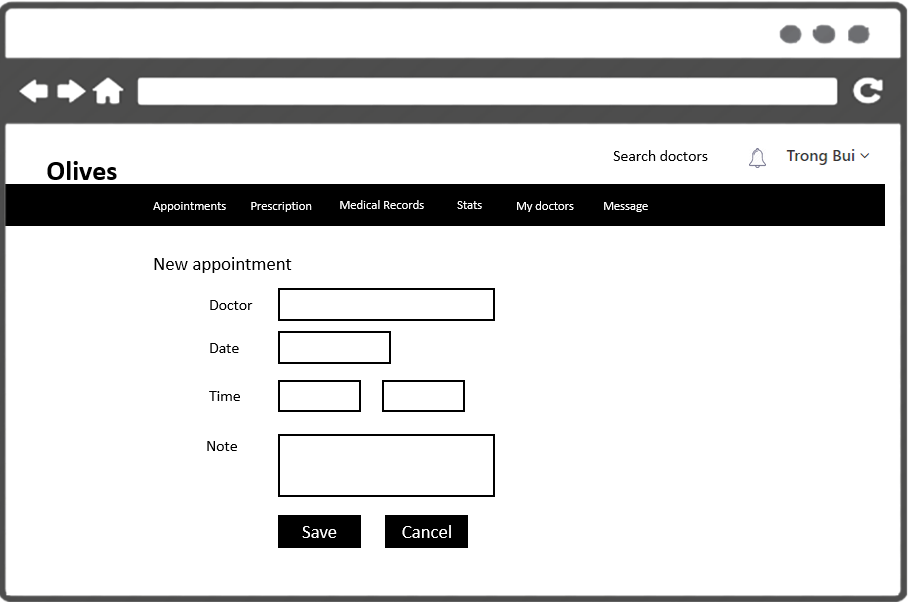 Search doctors
Trong Bui
Olives
Appointments Prescription Medical Records Stats My doctors Message
New appointment
Doctor
Date
Time
Note
Save Cancel